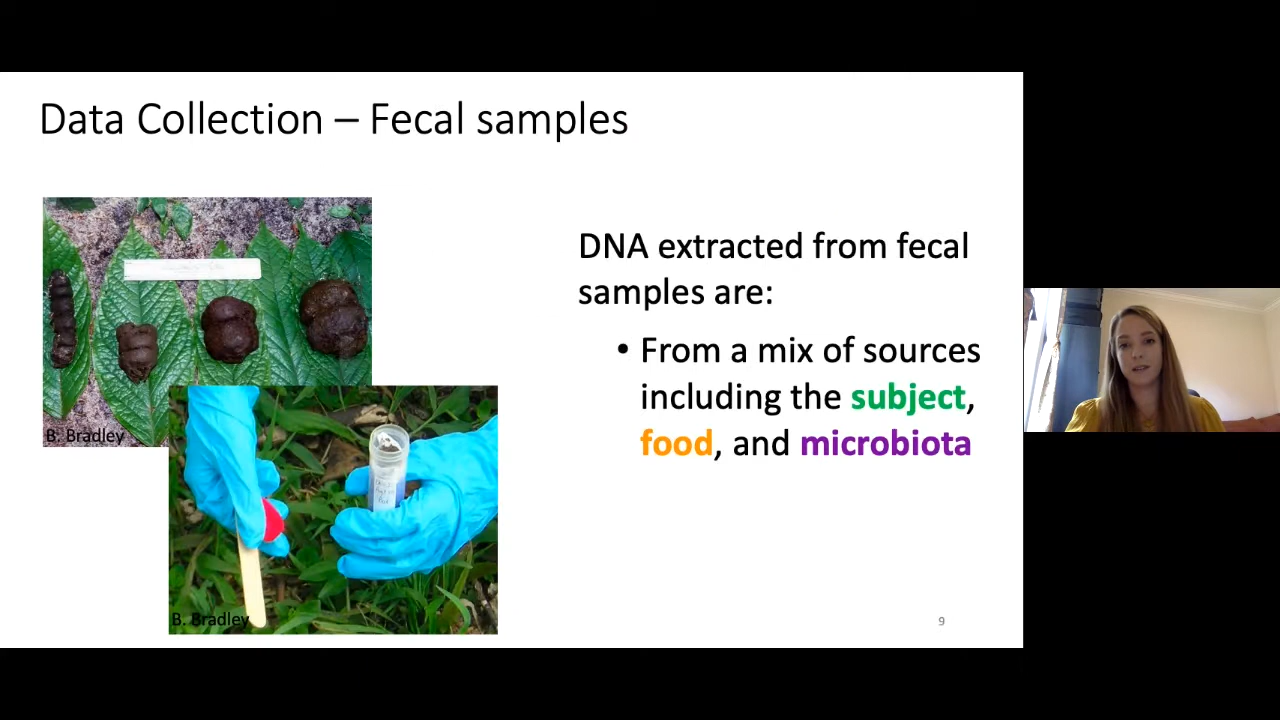 Data Collection – Fecal samples
B. Bradley
B. Bradley
DNA extracted from fecal
samples are:
• From a mix of sources
including the subject,
food, and microbiota
9